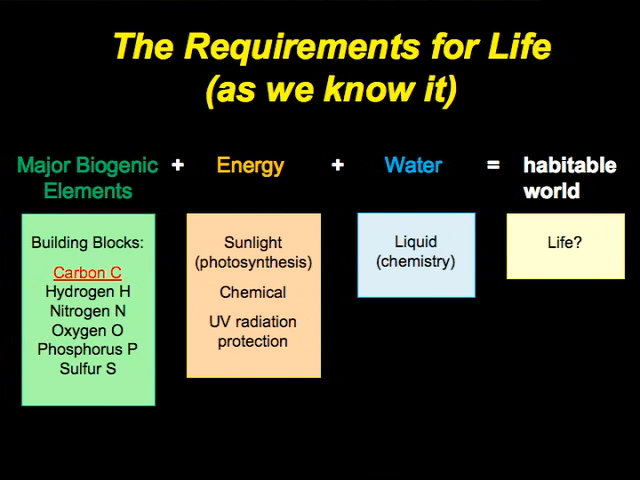 The Requirements for Life
(as we know it)
Major Biogenic + Energy + Water = habitable
Elements world
Building Blocks:
Carbon C
Hydrogen H
Nitrogen N
Oxygen O
Phosphorus P
Sulfur S
Sunlight
(photosynthesis)
Chemical
UV radiation
protection
Liquid
(chemistry)
Life?